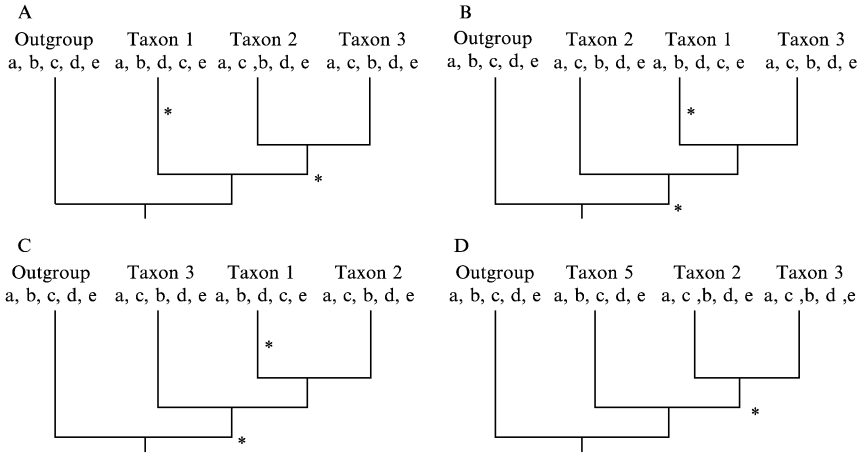 A
Outgroup Taxon 1 Taxon 2 Taxon 3
a, b, c, d, e a, b, d, c, e a, c ,b, d, e a, c, b, d, e
*
*
B
Outgroup Taxon 2 Taxon 1 Taxon 3
a, b, c, d, e a, c, b, d, e a, b, d, c, e a, c, b, d, e
*
*
C
Outgroup Taxon 3 Taxon 1 Taxon 2
a, b, c, d, e a, c, b, d, e a, b, d, c, e a, c, b, d, e
*
*
D
Outgroup Taxon 5 Taxon 2 Taxon 3
a, b, c, d, e a, b, c, d, e a, c ,b, d, e a, c ,b, d ,e
*